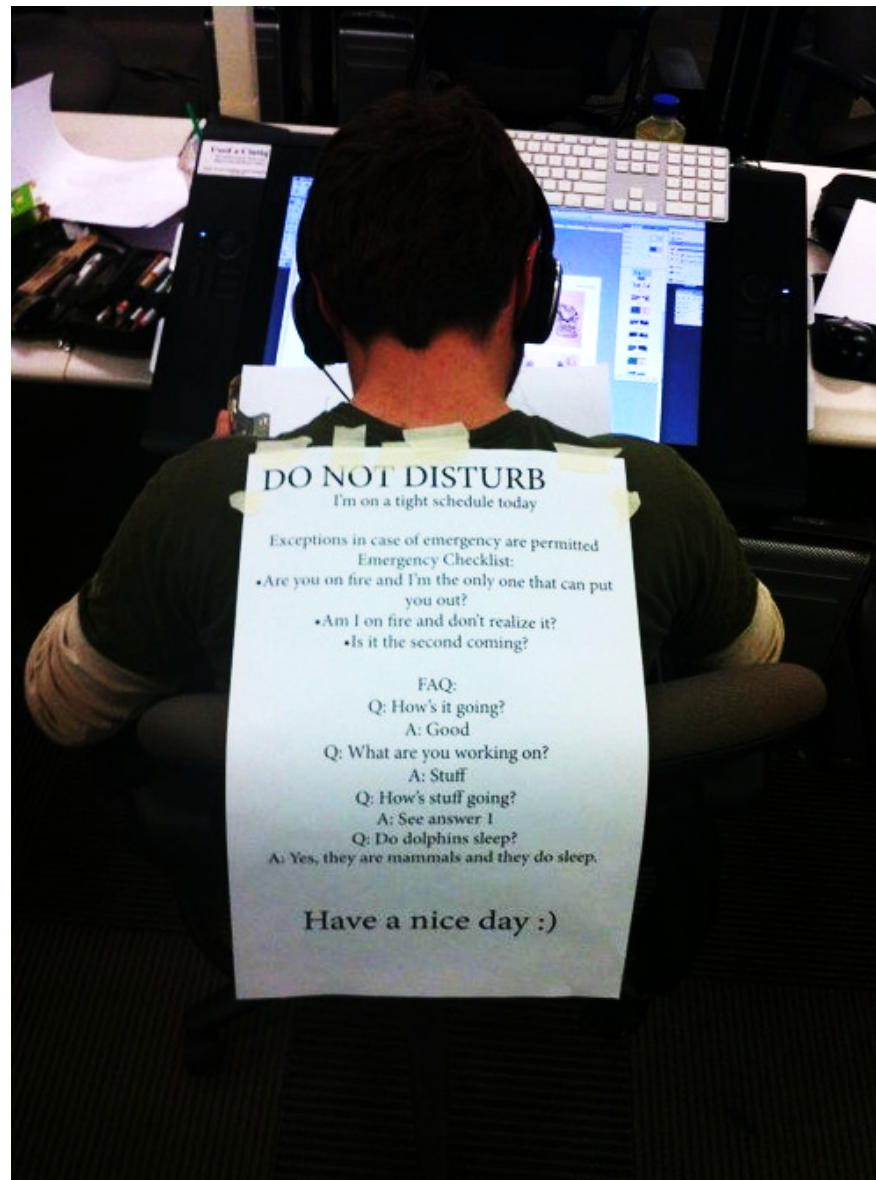 DO NOT DISTURB
I'm on a tight schedule today
Exceptions in case of emergency are permitted
Emergency Checklist:
•Are you on fire and I'm the only one that can put
you out?
•Am I on fire and don't realize it?
•Is it the second coming?
FAQ:
Q: How's it going?
A: Good
Q: What are you working on?
A: Stuff
Q: How's stuff going?
A: See answer 1
Q: Do dolphins sleep?
A: Yes, they are mammals and they do sleep.
Have a nice day :)